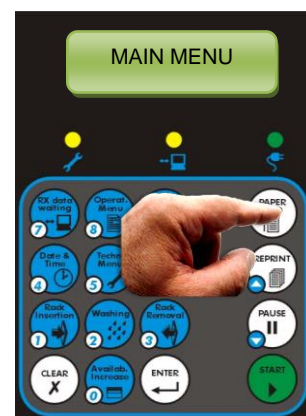 MAIN MENU
RX data
waiting
7
Operat.
Menu
8
PAPER
Date &
Time
4
Techn
Menu
5
REPRINT
Rack
Insertion
1
Washing
2
Rack
Removal
3
PAUSE
CLEAR
X
Availab.
Increase
0
ENTER
START